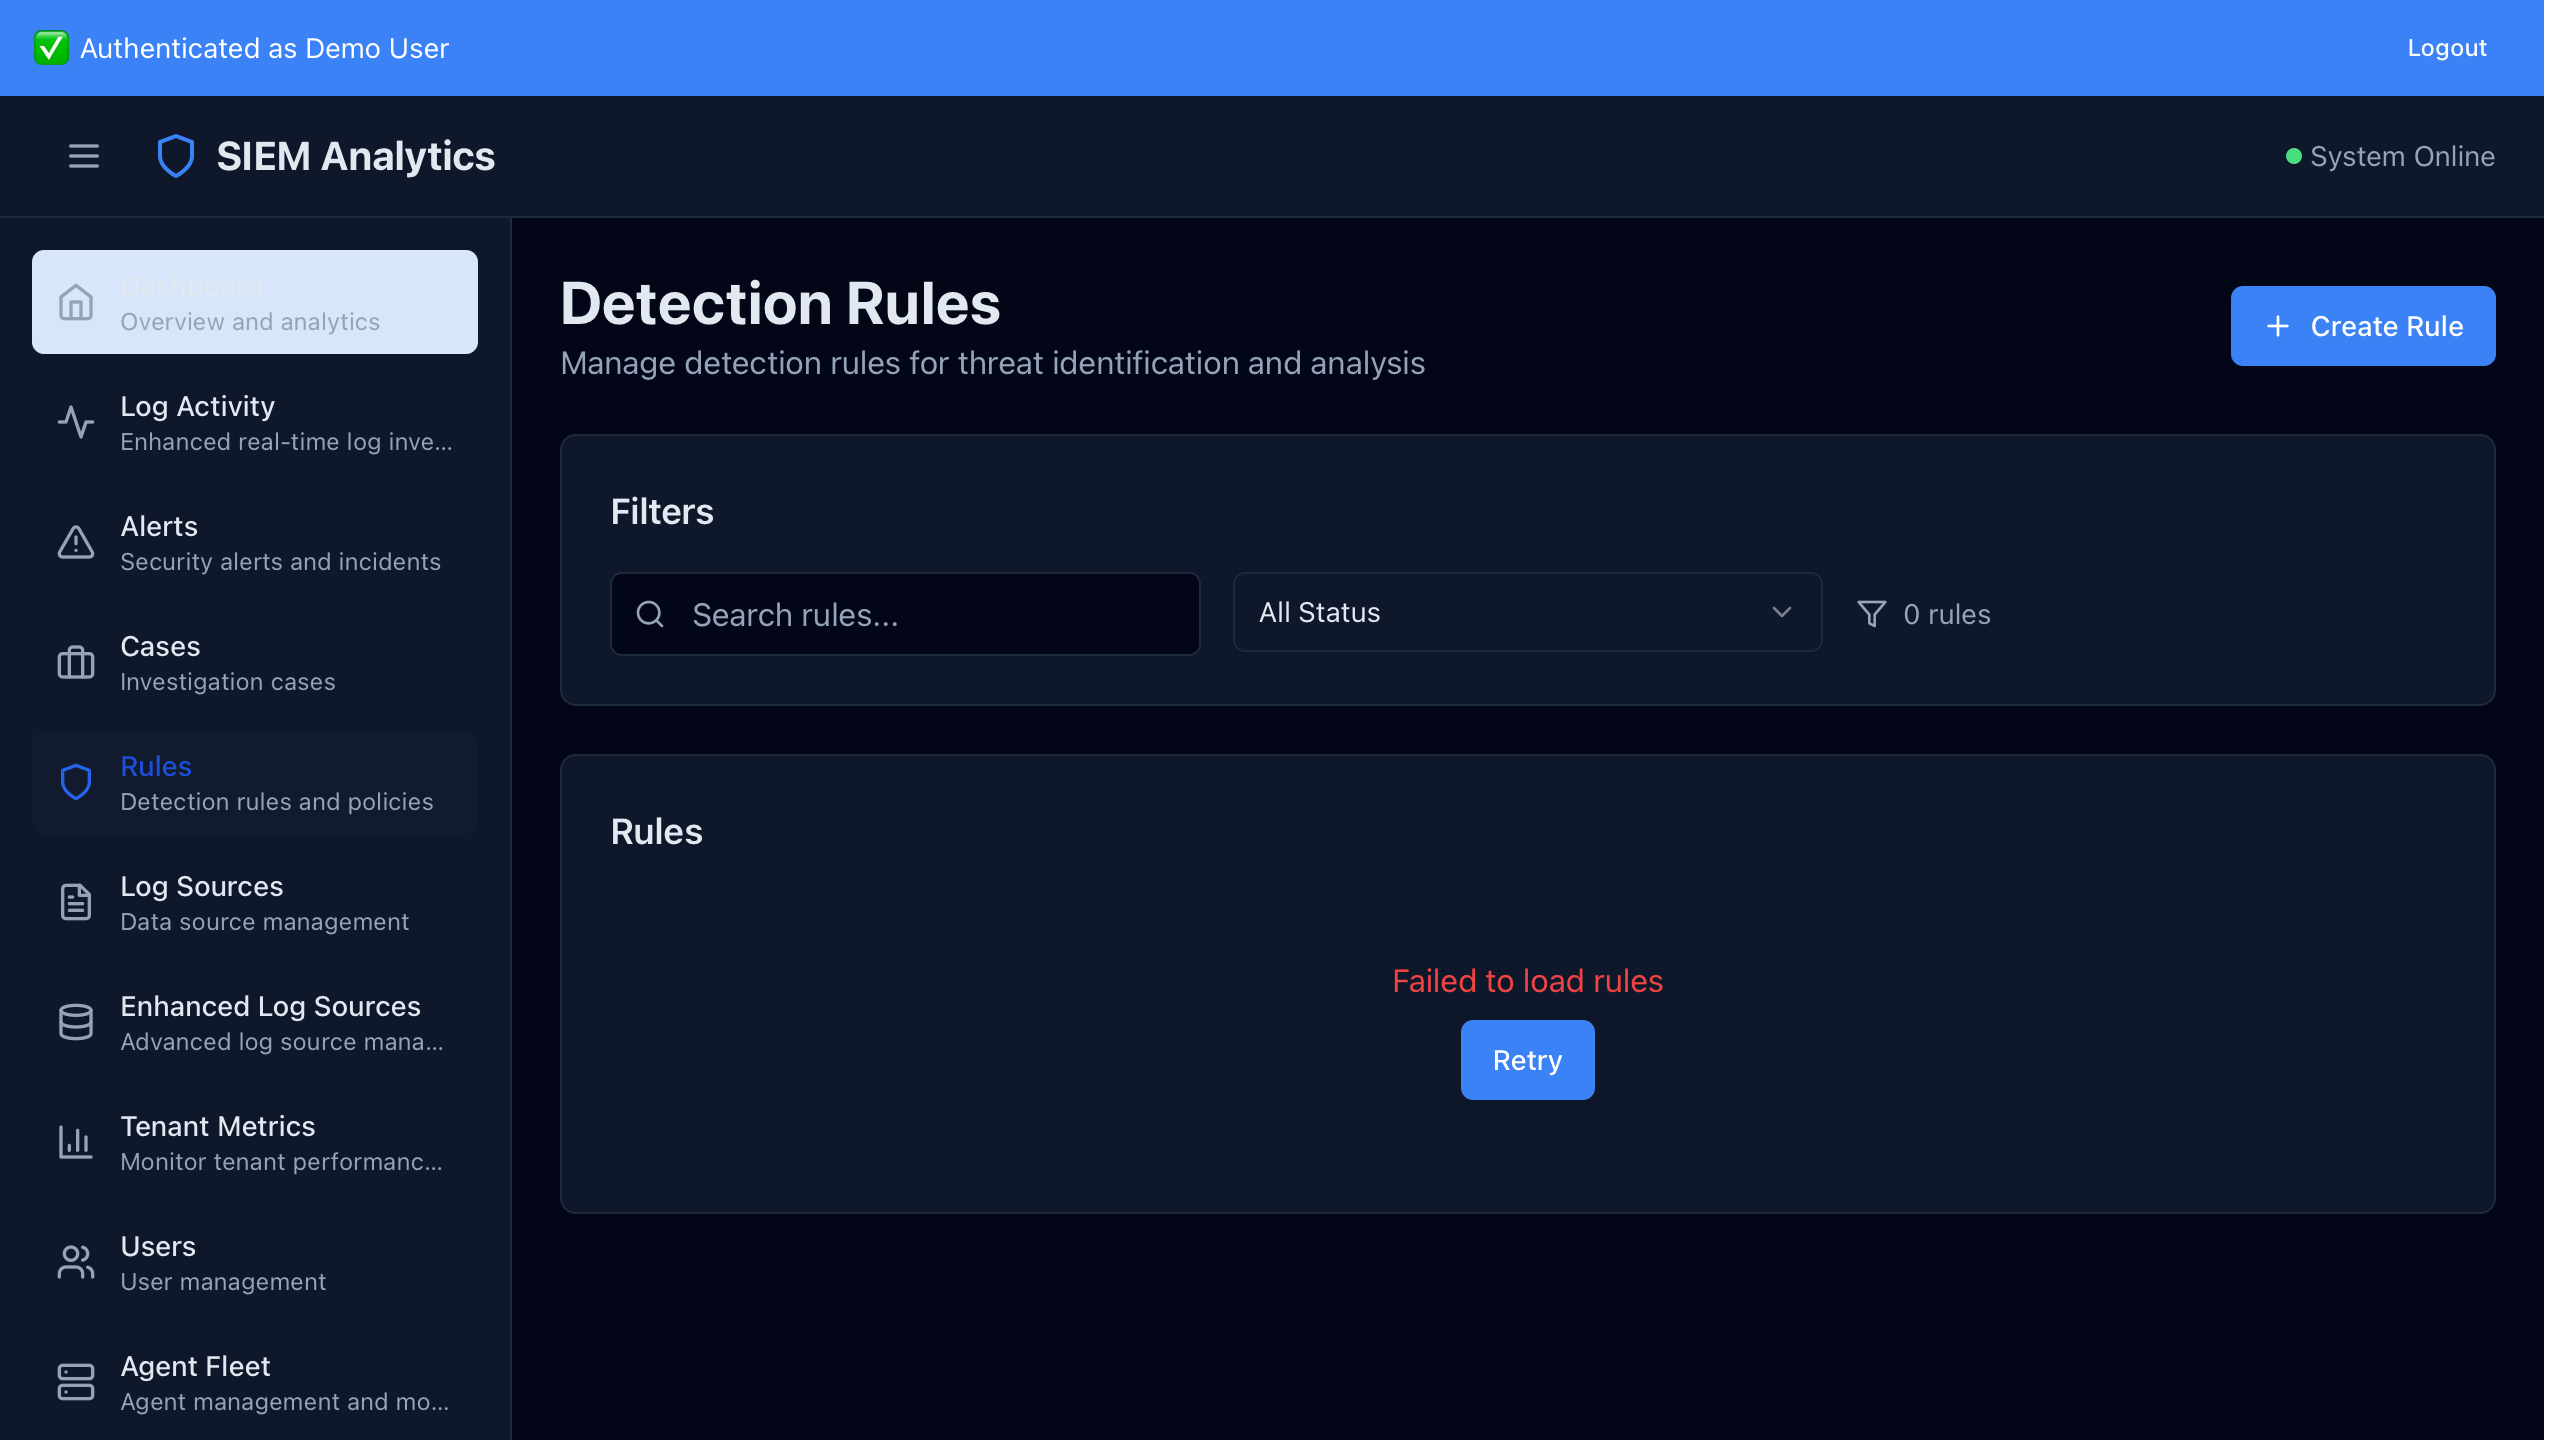 ✅ Authenticated as Demo User
Logout
SIEM Analytics
System Online
Dashboard
Overview and analytics
Log Activity
Enhanced real-time log inve...
Alerts
Security alerts and incidents
Cases
Investigation cases
Rules
Detection rules and policies
Log Sources
Data source management
Enhanced Log Sources
Advanced log source mana...
Tenant Metrics
Monitor tenant performanc...
Users
User management
Agent Fleet
Agent management and mo...
Detection Rules
Manage detection rules for threat identification and analysis
Create Rule
Filters
Search rules...
All Status
0 rules
Rules
Failed to load rules
Retry